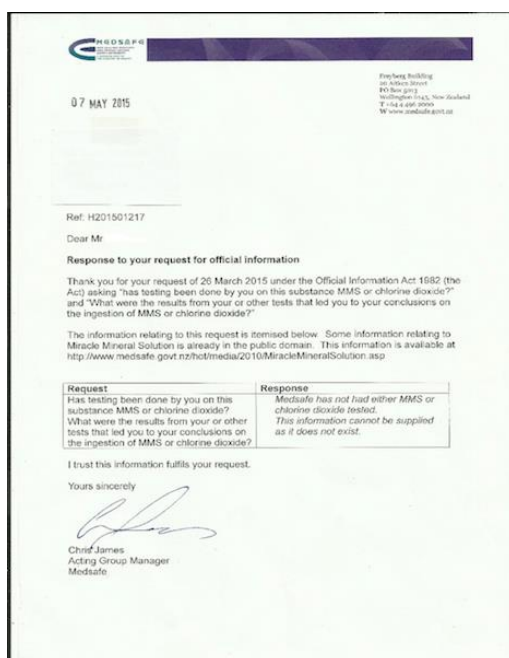 MEDSAFE
Freyberg Building
20 Aitken Street
PO Box 5013
Wellington 6145, New Zealand
T +64 4 496 2000
W www.medsafe.govt.nz
07 MAY 2015
Ref: H201501217
Dear Mr
Response to your request for official information
Thank you for your request of 26 March 2015 under the Official Information Act 1982 (the
Act) asking "has testing been done by you on this substance MMS or chlorine dioxide?"
and "What were the results from your or other tests that led you to your conclusions on
the ingestion of MMS or chlorine dioxide?"
The information relating to this request is itemised below. Some information relating to
Miracle Mineral Solution is already in the public domain. This information is available at
http://www.medsafe.govt.nz/hot/media/2010/MiracleMineralSolution.asp
Request Response
Has testing been done by you on this Medsafe has not had either MMS or
substance MMS or chlorine dioxide? chlorine dioxide tested.
What were the results from your or other This information cannot be supplied
tests that led you to your conclusions on as it does not exist.
the ingestion of MMS or chlorine dioxide?
I trust this information fulfils your request.
Yours sincerely
Chris James
Acting Group Manager
Medsafe